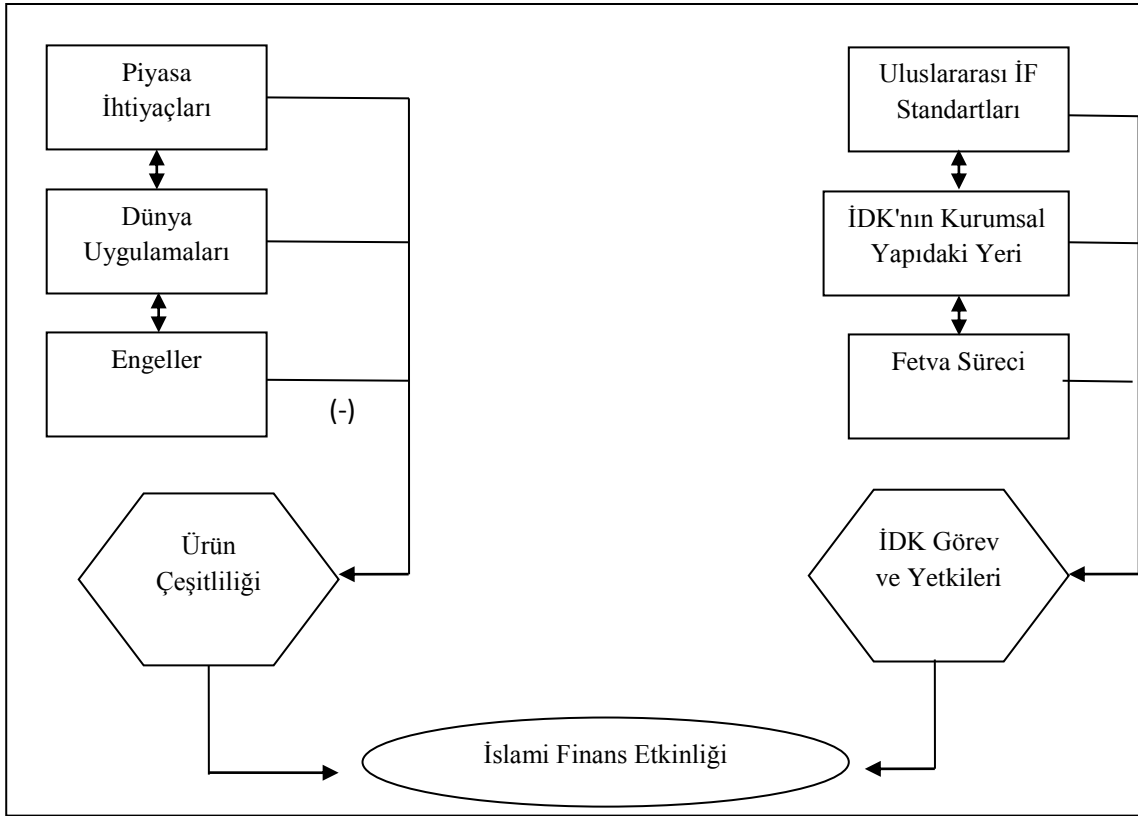 Piyasa
İhtiyaçları
Dünya
Uygulamaları
Engeller
(-)
Ürün
Çeşitliliği
Uluslararası İF
Standartları
İDK'nın Kurumsal
Yapıdaki Yeri
Fetva Süreci
İDK Görev
ve Yetkileri
İslami Finans Etkinliği